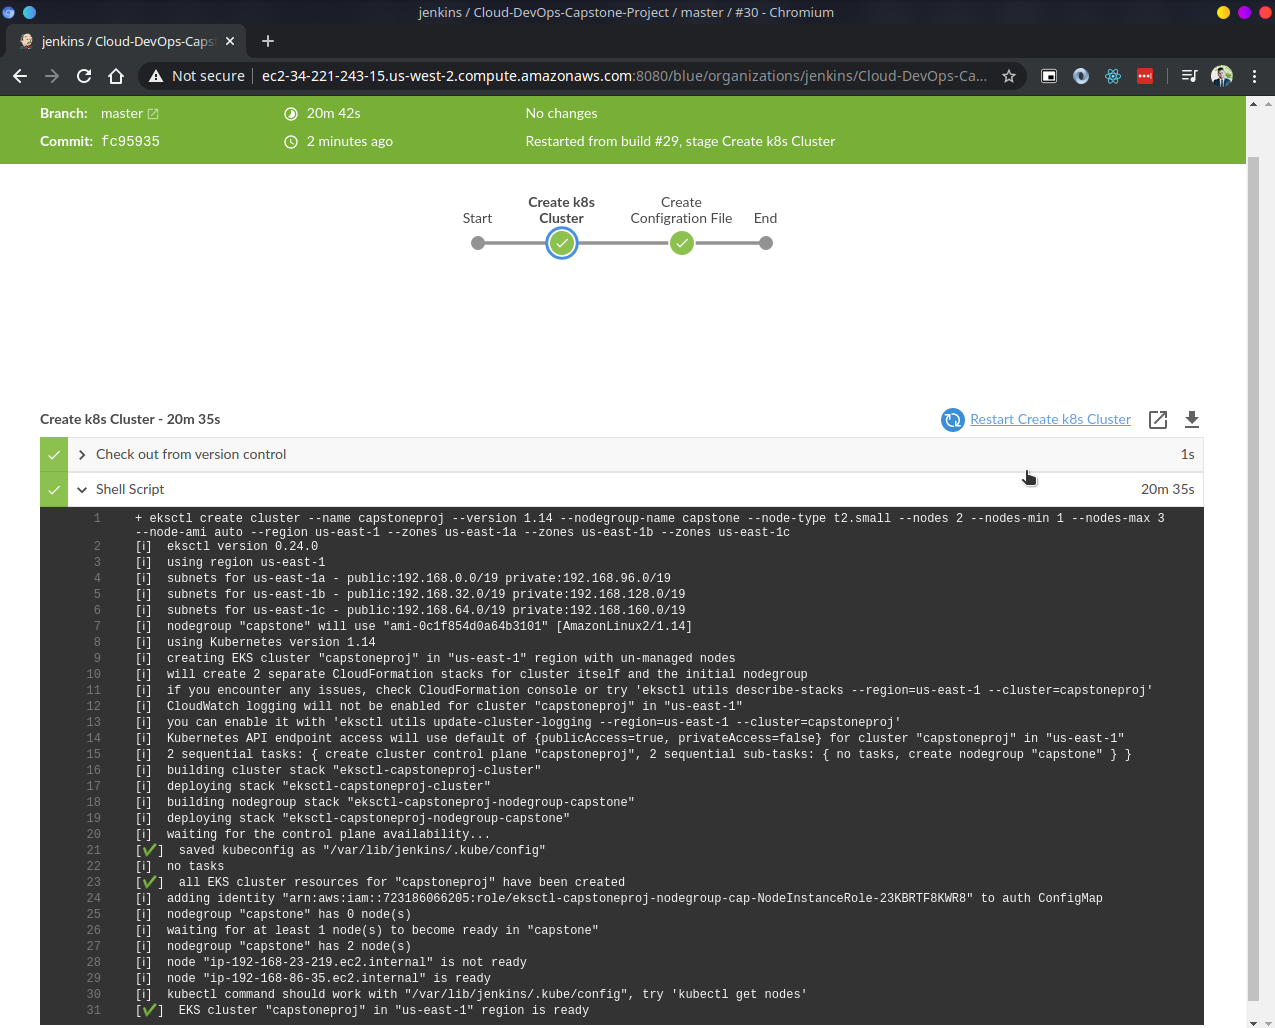 jenkins / Cloud-DevOps-Capstone-Project / master / #30 - Chromium
jenkins / Cloud-DevOps-Caps
Not secure
ec2-34-221-243-15.us-west-2.compute.amazonaws.com:8080/blue/organizations/jenkins/Cloud-DevOps-Ca...
Branch: master 20m 42s No changes
Commit: fc95935 2 minutes ago Restarted from build #29, stage Create k8s Cluster
Start
Create k8s
Cluster
Create
Configration File
End
Create k8s Cluster - 20m 35s
Restart Create k8s Cluster
Check out from version control 1s
Shell Script 20m 35s
1 + eksctl create cluster --name capstoneproj --version 1.14 --nodegroup-name capstone --node-type t2.small --nodes 2 --nodes-min 1 --nodes-max 3
--node-ami auto --region us-east-1 --zones us-east-1a --zones us-east-1b --zones us-east-1c
2 [i] eksctl version 0.24.0
3 [i] using region us-east-1
4 [i] subnets for us-east-1a - public:192.168.0.0/19 private:192.168.96.0/19
5 [i] subnets for us-east-1b - public:192.168.32.0/19 private:192.168.128.0/19
6 [i] subnets for us-east-1c - public:192.168.64.0/19 private:192.168.160.0/19
7 [i] nodegroup "capstone" will use "ami-0c1f854d0a64b3101" [AmazonLinux2/1.14]
8 [i] using Kubernetes version 1.14
9 [i] creating EKS cluster "capstoneproj" in "us-east-1" region with un-managed nodes
10 [i] will create 2 separate CloudFormation stacks for cluster itself and the initial nodegroup
11 [i] if you encounter any issues, check CloudFormation console or try 'eksctl utils describe-stacks --region=us-east-1 --cluster=capstoneproj'
12 [i] CloudWatch logging will not be enabled for cluster "capstoneproj" in "us-east-1"
13 [i] you can enable it with 'eksctl utils update-cluster-logging --region=us-east-1 --cluster=capstoneproj'
14 [i] Kubernetes API endpoint access will use default of {publicAccess=true, privateAccess=false} for cluster "capstoneproj" in "us-east-1"
15 [i] 2 sequential tasks: { create cluster control plane "capstoneproj", 2 sequential sub-tasks: { no tasks, create nodegroup "capstone" } }
16 [i] building cluster stack "eksctl-capstoneproj-cluster"
17 [i] deploying stack "eksctl-capstoneproj-cluster"
18 [i] building nodegroup stack "eksctl-capstoneproj-nodegroup-capstone"
19 [i] deploying stack "eksctl-capstoneproj-nodegroup-capstone"
20 [i] waiting for the control plane availability...
21 [✔] saved kubeconfig as "/var/lib/jenkins/.kube/config"
22 [i] no tasks
23 [✔] all EKS cluster resources for "capstoneproj" have been created
24 [i] adding identity "arn:aws:iam::723186066205:role/eksctl-capstoneproj-nodegroup-cap-NodeInstanceRole-23KBRTF8KWR8" to auth ConfigMap
25 [i] nodegroup "capstone" has 0 node(s)
26 [i] waiting for at least 1 node(s) to become ready in "capstone"
27 [i] nodegroup "capstone" has 2 node(s)
28 [i] node "ip-192-168-23-219.ec2.internal" is not ready
29 [i] node "ip-192-168-86-35.ec2.internal" is ready
30 [i] kubectl command should work with "/var/lib/jenkins/.kube/config", try 'kubectl get nodes'
31 [✔] EKS cluster "capstoneproj" in "us-east-1" region is ready